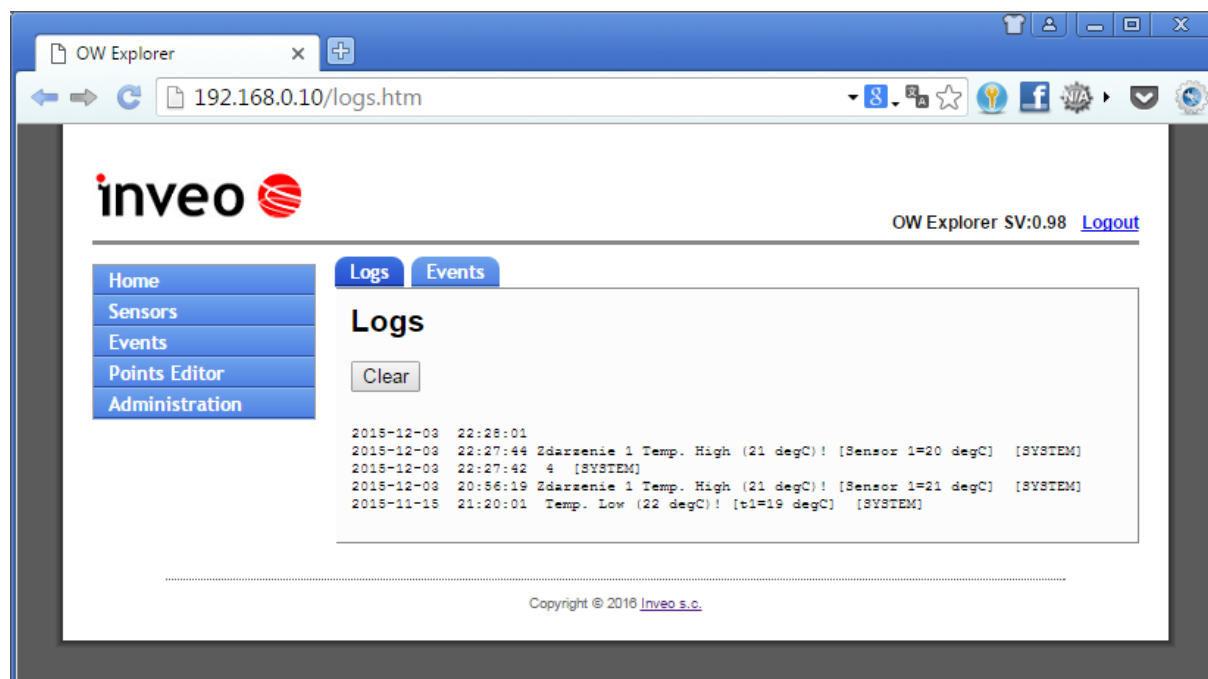 OW Explorer
192.168.0.10/logs.htm
inveo
OW Explorer SV:0.98 Logout
Home
Sensors
Events
Points Editor
Administration
Logs Events
Logs
Clear
2015-12-03 22:28:01
2015-12-03 22:27:44 Zdarzenie 1 Temp. High (21 degC)! [Sensor 1=20 degC] [SYSTEM]
2015-12-03 22:27:42 4 [SYSTEM]
2015-12-03 20:56:19 Zdarzenie 1 Temp. High (21 degC)! [Sensor 1=21 degC] [SYSTEM]
2015-11-15 21:20:01 Temp. Low (22 degC)! [t1=19 degC] [SYSTEM]
Copyright © 2016 Inveo s.c.